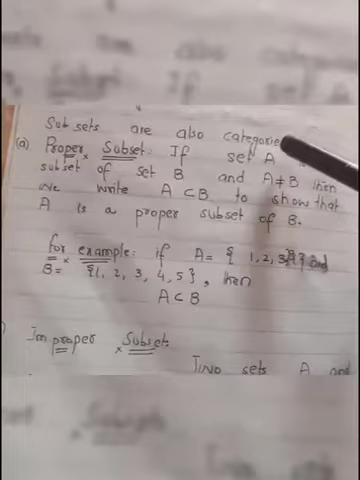 Subsets are also categorie
(a) Proper Subset: If set A
subset of set B and A ≠ B then
we write A ⊂ B to show that
A is a proper subset of B.
for example: if A = { 1, 2, 3 } and
B = {1, 2, 3, 4, 5 }, then
A ⊂ B
Improper Subset:
Two sets A and